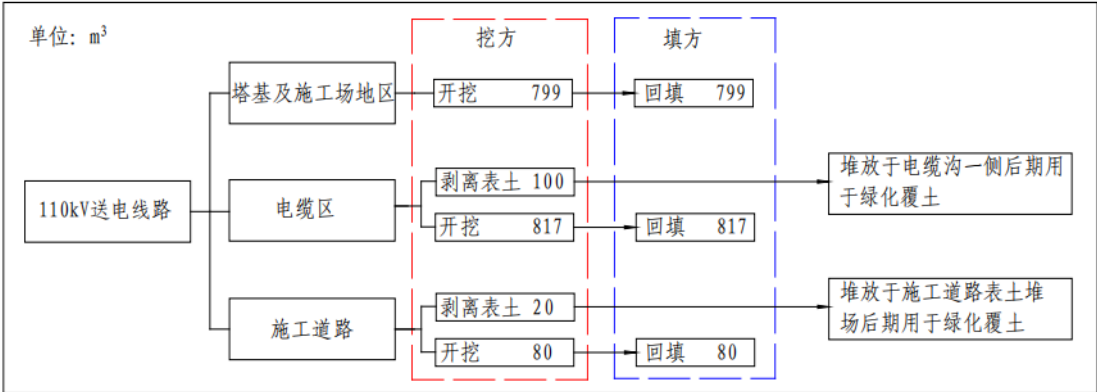 单位: m³
挖方
填方
塔基及施工场地区
开挖 799
回填 799
110kV送电线路
电缆区
剥离表土 100
堆放于电缆沟一侧后期用
于绿化覆土
开挖 817
回填 817
施工道路
剥离表土 20
堆放于施工道路表土堆
场后期用于绿化覆土
开挖 80
回填 80